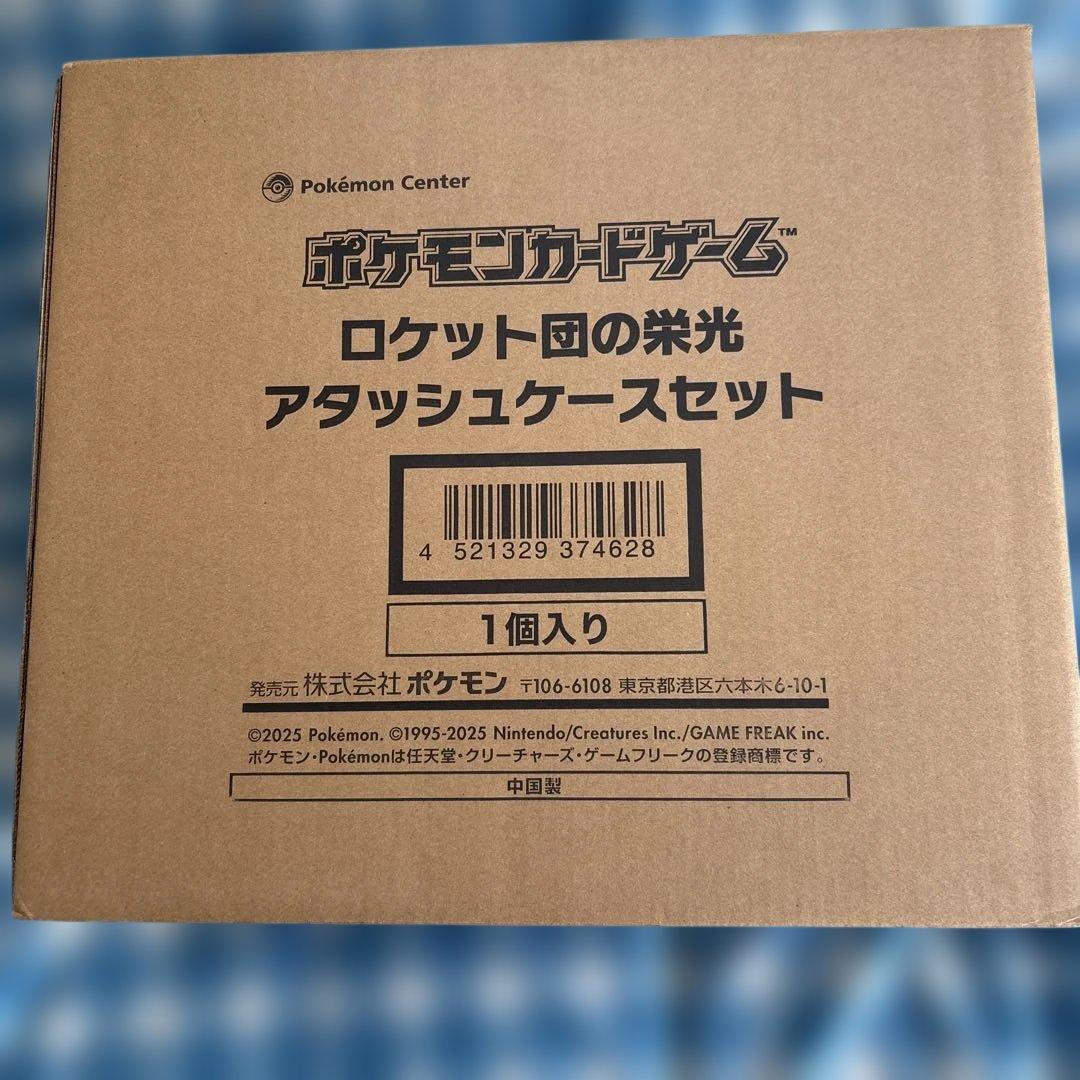 Pokémon Center
ポケモンカードゲーム™
ロケット団の栄光
アタッシュケースセット
4 521329 374628
1個入り
発売元 株式会社 ポケモン 〒106-6108 東京都港区六本木6-10-1
©2025 Pokémon. ©1995-2025 Nintendo/Creatures Inc./GAME FREAK inc.
ポケモン・Pokémonは任天堂・クリーチャーズ・ゲームフリークの登録商標です。
中国製